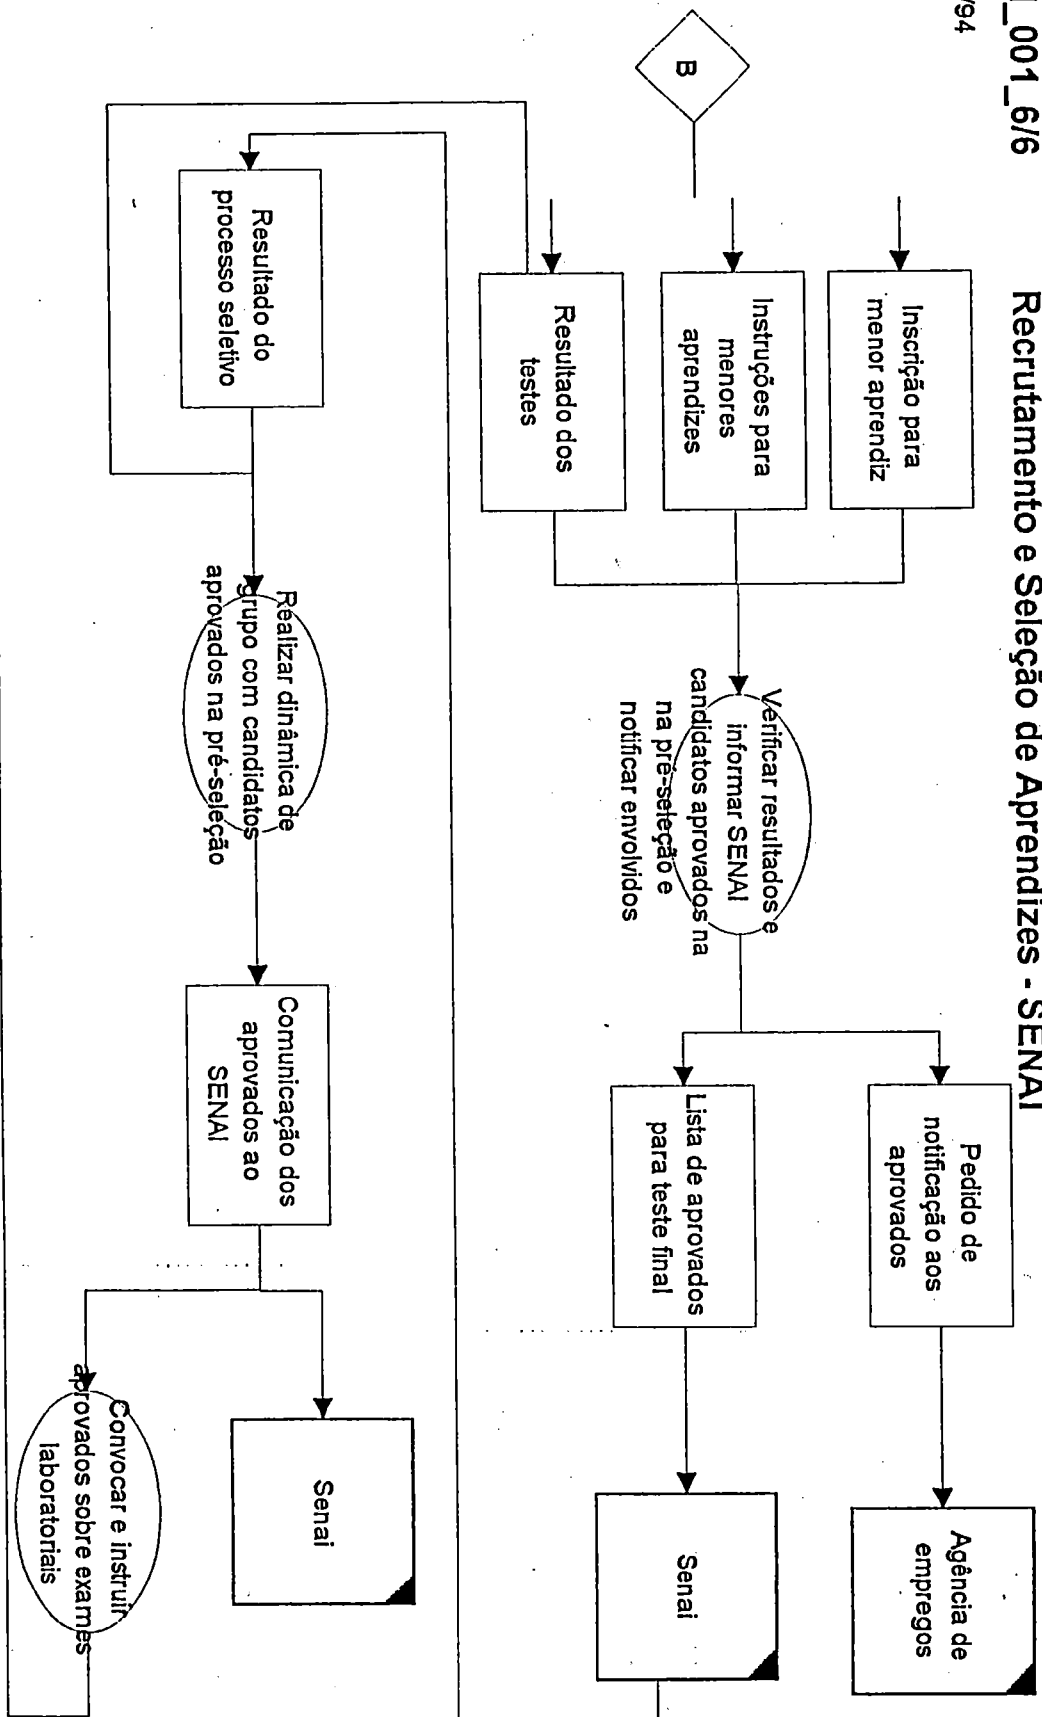 _001_6/6
/94
Recrutamento e Seleção de Aprendizes - SENAI
B
Inscrição para
menor aprendiz
Instruções para
menores
aprendizes
Resultado dos
testes
Verificar resultados e
informar SENAI
candidatos aprovados na
na pré-seleção e
notificar envolvidos
Pedido de
notificação aos
aprovados
Lista de aprovados
para teste final
Agência de
empregos
Senai
Resultado do
processo seletivo
Realizar dinâmica de
grupo com candidatos
aprovados na pré-seleção
Comunicação dos
aprovados ao
SENAI
Senai
Convocar e instruir
aprovados sobre exames
laboratoriais